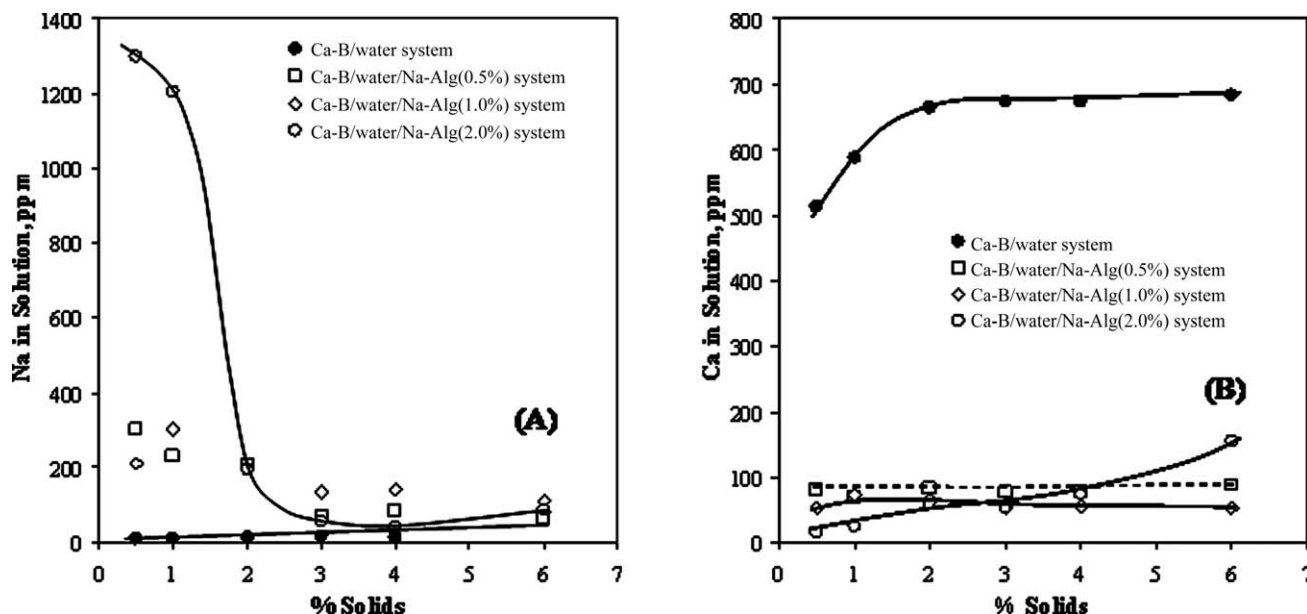 1400
1200
1000
800
600
400
200
0
Na in Solution, ppm
Ca-B/water system
Ca-B/water/Na-Alg(0.5%) system
Ca-B/water/Na-Alg(1.0%) system
Ca-B/water/Na-Alg(2.0%) system
(A)
0 1 2 3 4 5 6 7
% Solids
800
700
600
500
400
300
200
100
0
Ca in Solution, ppm
Ca-B/water system
Ca-B/water/Na-Alg(0.5%) system
Ca-B/water/Na-Alg(1.0%) system
Ca-B/water/Na-Alg(2.0%) system
(B)
0 1 2 3 4 5 6 7
% Solids